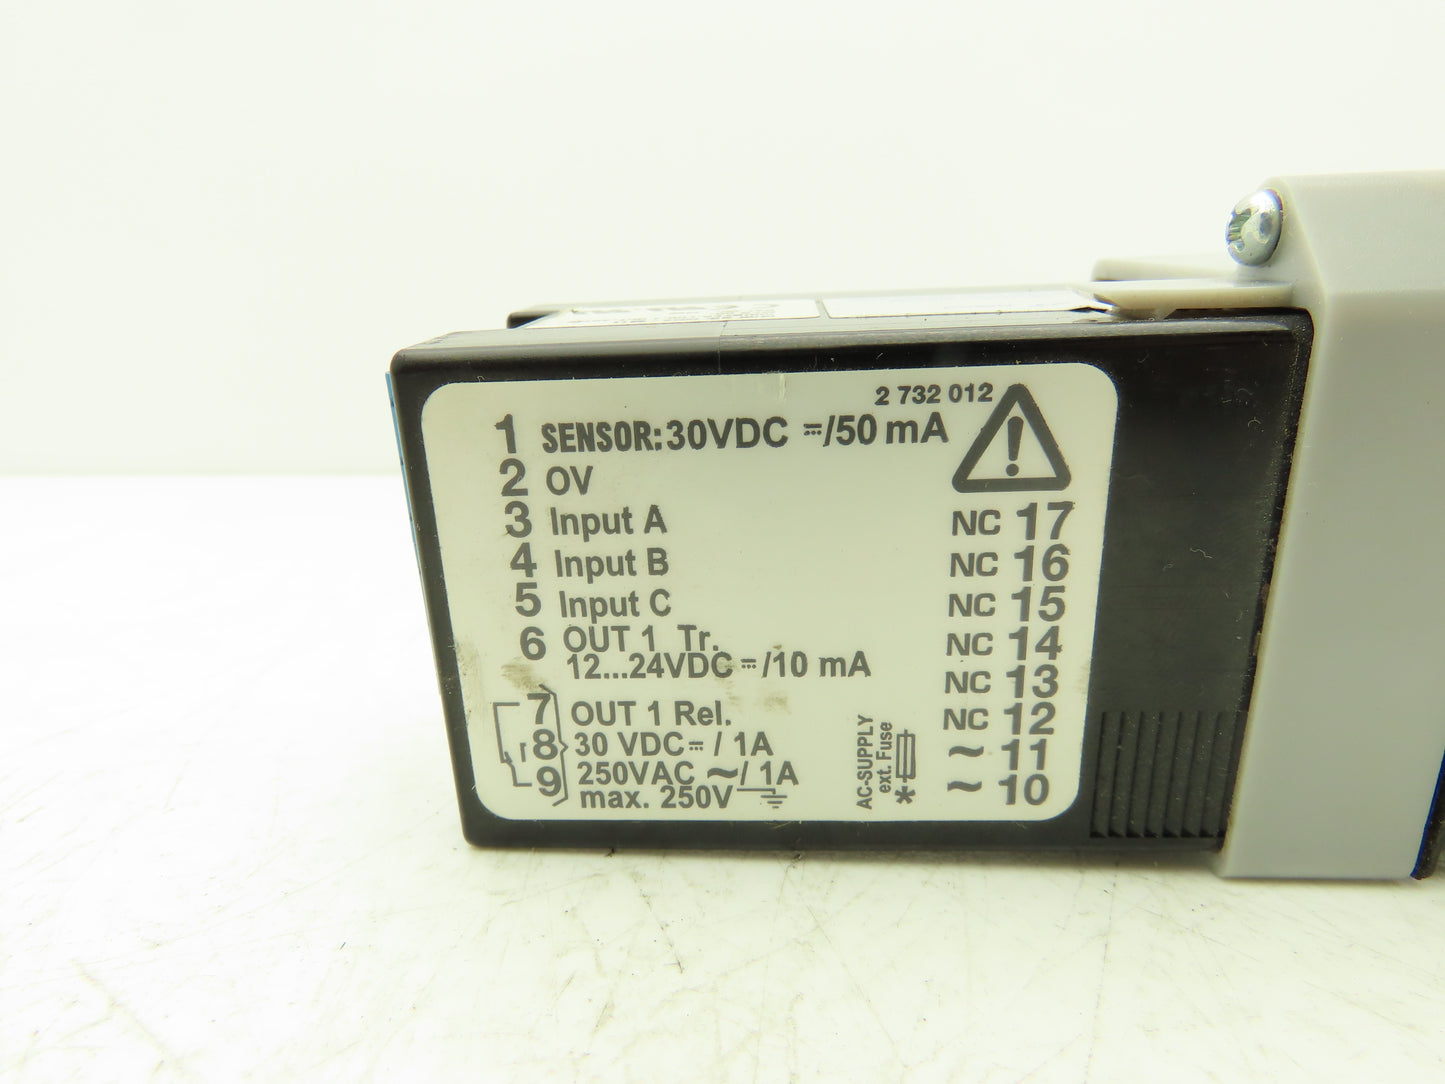 2 732 012
1 SENSOR: 30VDC ⎓/50 mA
2 0V
3 Input A
4 Input B
5 Input C
6 OUT 1 Tr.
12...24VDC ⎓/10 mA
7 OUT 1 Rel.
8 30 VDC ⎓ / 1A
9 250VAC ~/ 1A
max. 250V
NC 17
NC 16
NC 15
NC 14
NC 13
NC 12
~ 11
~ 10
AC-SUPPLY
ext. Fuse *